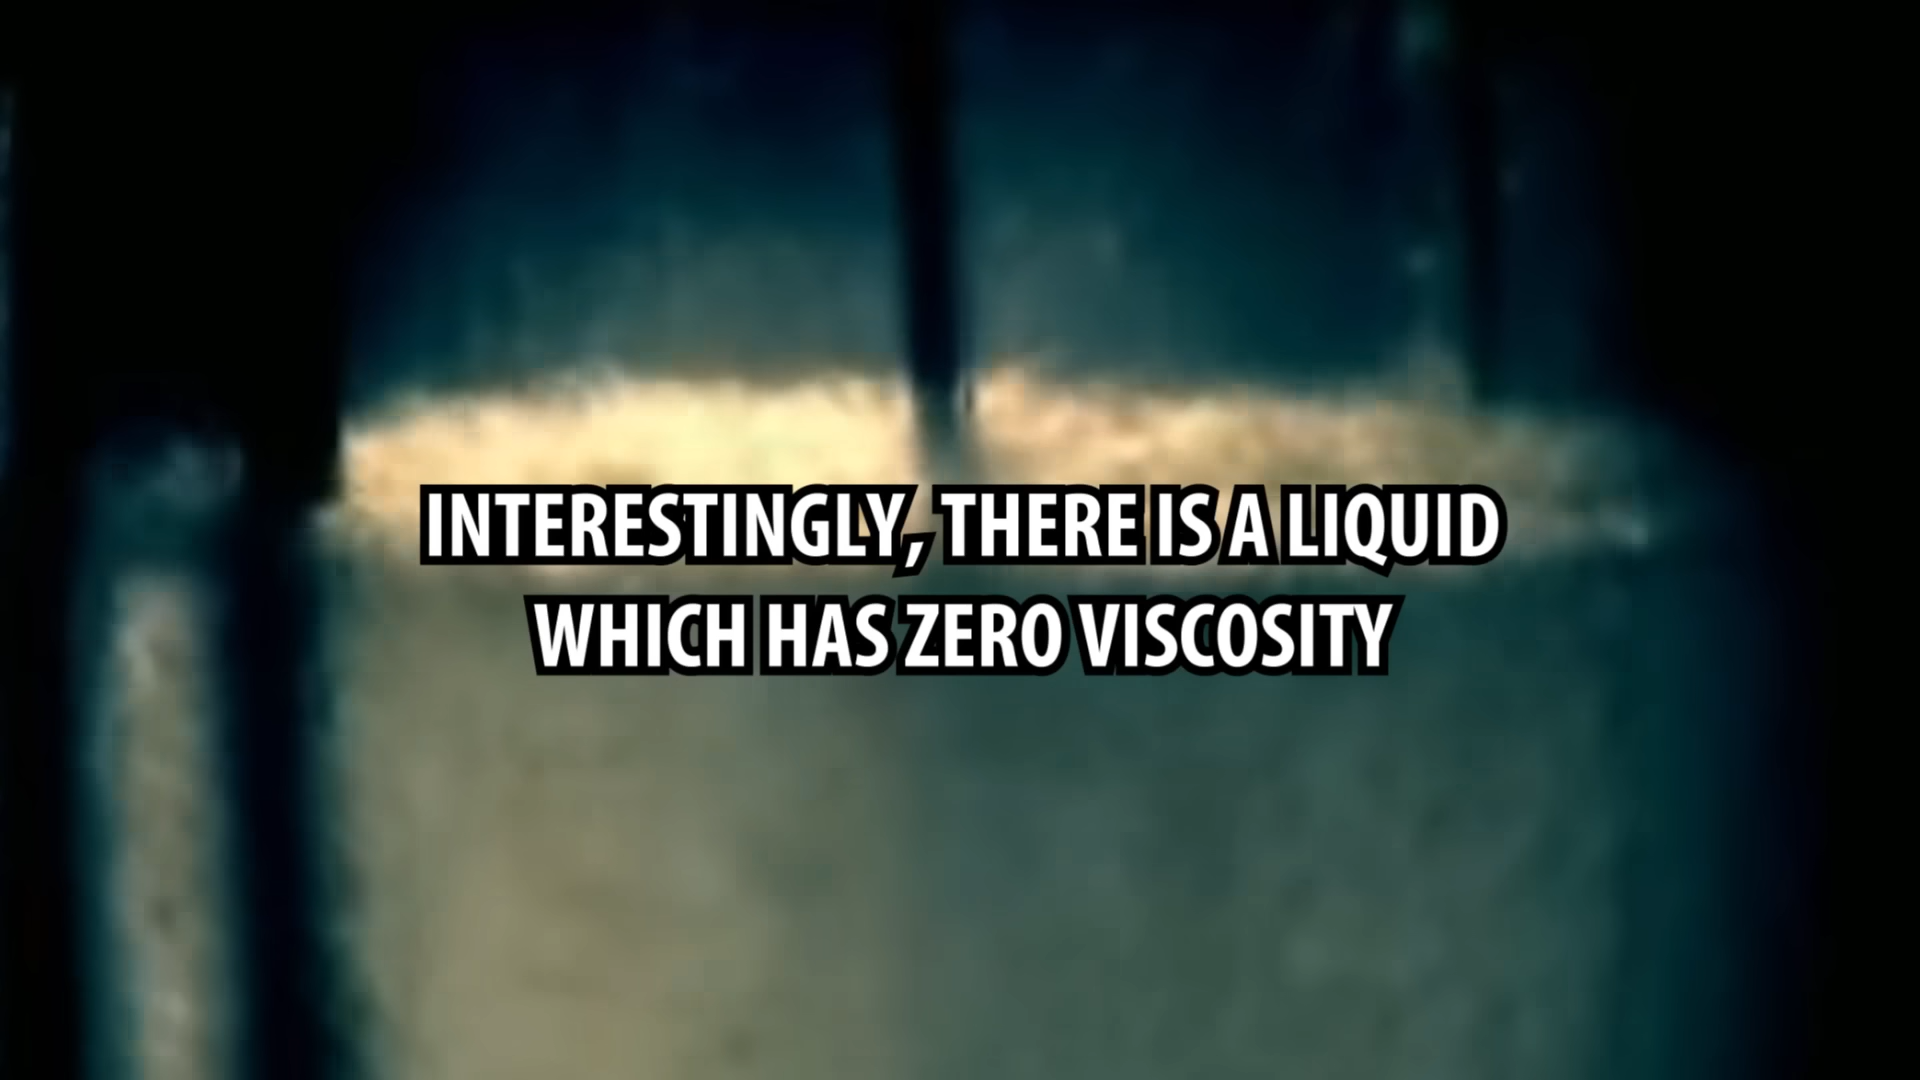 INTERESTINGLY, THERE IS A LIQUID
WHICH HAS ZERO VISCOSITY